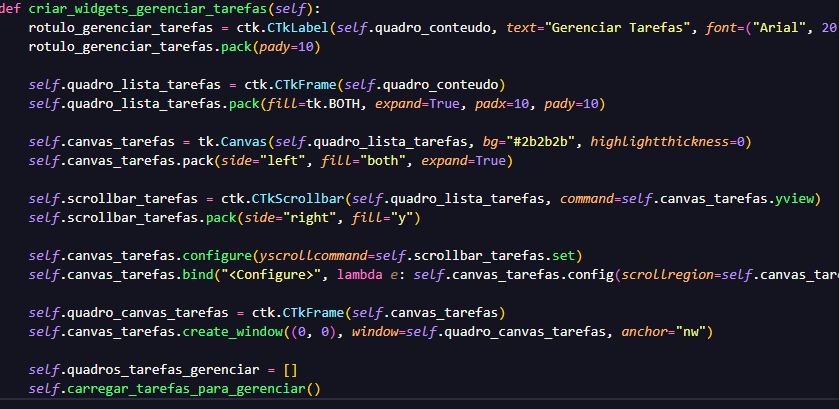 def criar_widgets_gerenciar_tarefas(self):
rotulo_gerenciar_tarefas = ctk.CTkLabel(self.quadro_conteudo, text="Gerenciar Tarefas", font=("Arial", 20
rotulo_gerenciar_tarefas.pack(pady=10)
self.quadro_lista_tarefas = ctk.CTkFrame(self.quadro_conteudo)
self.quadro_lista_tarefas.pack(fill=tk.BOTH, expand=True, padx=10, pady=10)
self.canvas_tarefas = tk.Canvas(self.quadro_lista_tarefas, bg="#2b2b2b", highlightthickness=0)
self.canvas_tarefas.pack(side="left", fill="both", expand=True)
self.scrollbar_tarefas = ctk.CTkScrollbar(self.quadro_lista_tarefas, command=self.canvas_tarefas.yview)
self.scrollbar_tarefas.pack(side="right", fill="y")
self.canvas_tarefas.configure(yscrollcommand=self.scrollbar_tarefas.set)
self.canvas_tarefas.bind("<Configure>", lambda e: self.canvas_tarefas.config(scrollregion=self.canvas_tare
self.quadro_canvas_tarefas = ctk.CTkFrame(self.canvas_tarefas)
self.canvas_tarefas.create_window((0, 0), window=self.quadro_canvas_tarefas, anchor="nw")
self.quadros_tarefas_gerenciar = []
self.carregar_tarefas_para_gerenciar()